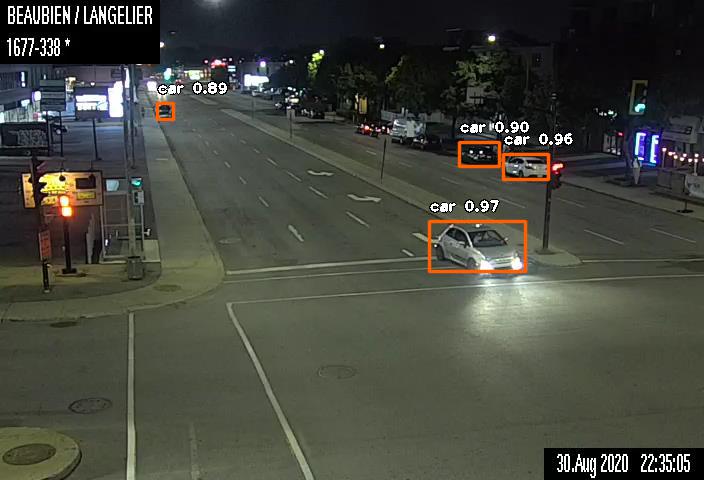 BEAUBIEN / LANGELIER
1677-338 *
car 0.89
car 0.90
car 0.96
car 0.97
30.Aug 2020 22:35:05